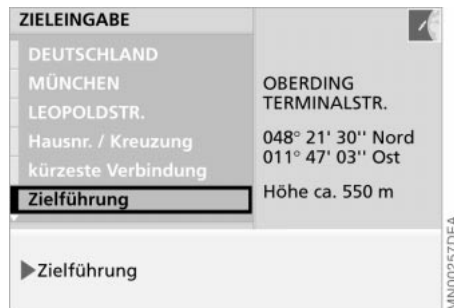 ZIELEINGABE
DEUTSCHLAND
MÜNCHEN
LEOPOLDSTR.
Hausnr. / Kreuzung
kürzeste Verbindung
Zielführung
OBERDING
TERMINALSTR.
048° 21' 30'' Nord
011° 47' 03'' Ost
Höhe ca. 550 m
Zielführung
MN00257DEA